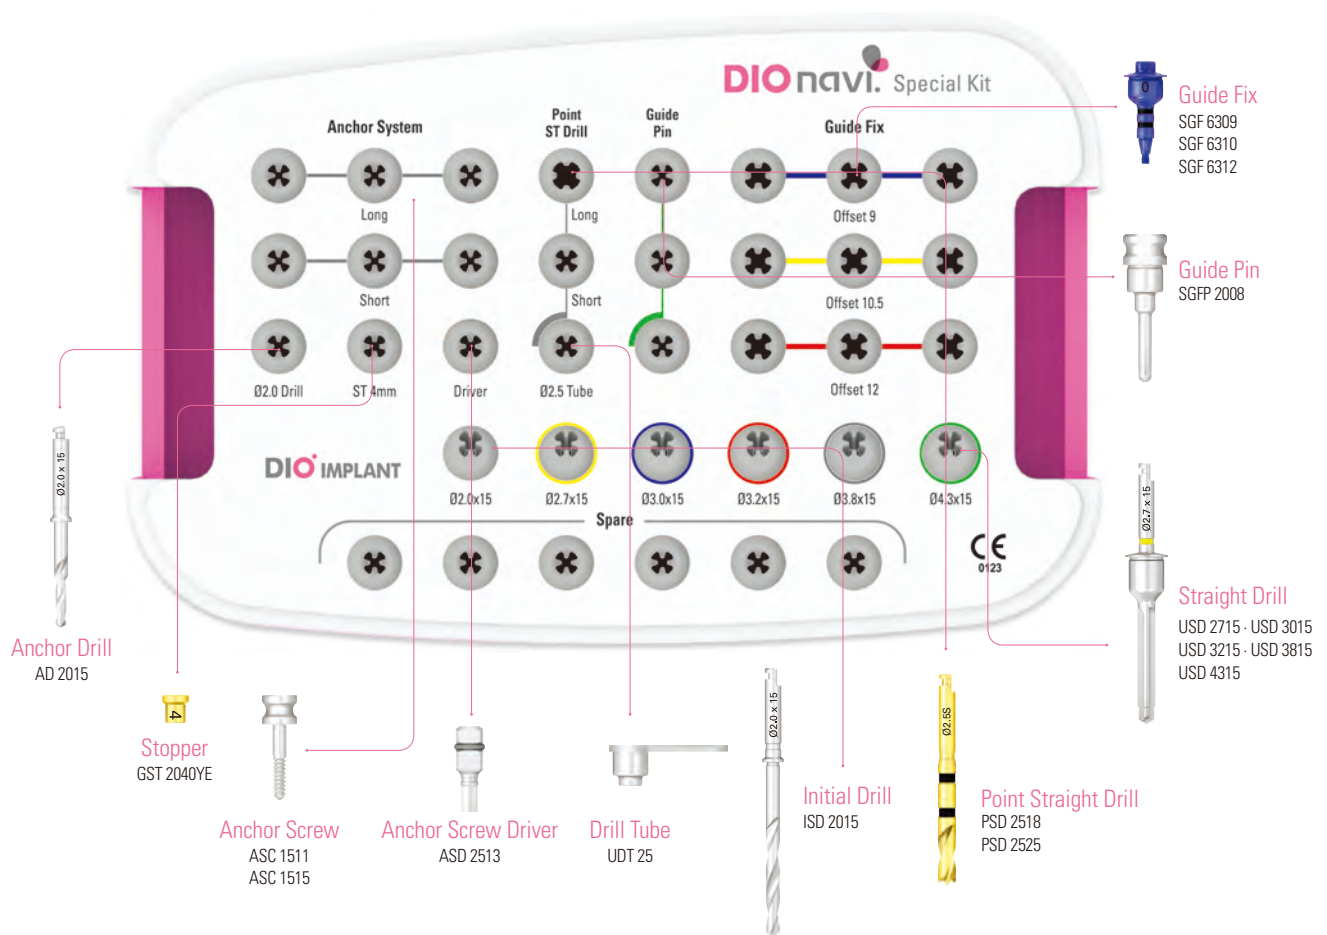 DIO navi. Special Kit
Anchor System
Point
ST Drill
Guide
Pin
Guide Fix
Long
Long
Offset 9
Short
Short
Offset 10.5
Ø2.0 Drill
ST 4mm
Driver
Ø2.5 Tube
Offset 12
DIO IMPLANT
Ø2.0x15
Ø2.7x15
Ø3.0x15
Ø3.2x15
Ø3.8x15
Ø4.3x15
Spare
CE
0123
0
Guide Fix
SGF 6309
SGF 6310
SGF 6312
Guide Pin
SGFP 2008
Ø2.7 x 15
Straight Drill
USD 2715 · USD 3015
USD 3215 · USD 3815
USD 4315
Ø2.0 x 15
Anchor Drill
AD 2015
4
Stopper
GST 2040YE
Anchor Screw
ASC 1511
ASC 1515
Anchor Screw Driver
ASD 2513
Drill Tube
UDT 25
Ø2.0 x 15
Initial Drill
ISD 2015
Ø2.5S
Point Straight Drill
PSD 2518
PSD 2525